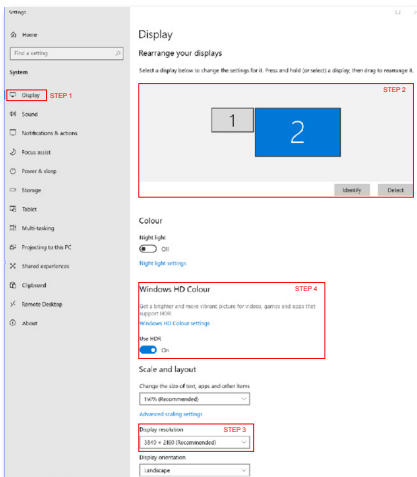 Settings
Home
Find a setting
System
Display STEP 1
Sound
Notifications & actions
Focus assist
Power & sleep
Storage
Tablet
Multi-tasking
Projecting to this PC
Shared experiences
Clipboard
Remote Desktop
About
Display
Rearrange your displays
Select a display below to change the settings for it. Press and hold (or select) a display, then drag to rearrange it.
STEP 2
1
2
Identify Detect
Colour
Night light
Off
Night light settings
Windows HD Colour STEP 4
Get a brighter and more vibrant picture for videos, games and apps that
support HDR.
Windows HD Colour settings
Use HDR
On
Scale and layout
Change the size of text, apps and other items
150% (Recommended)
Advanced scaling settings
Display resolution STEP 3
3840 × 2160 (Recommended)
Display orientation
Landscape